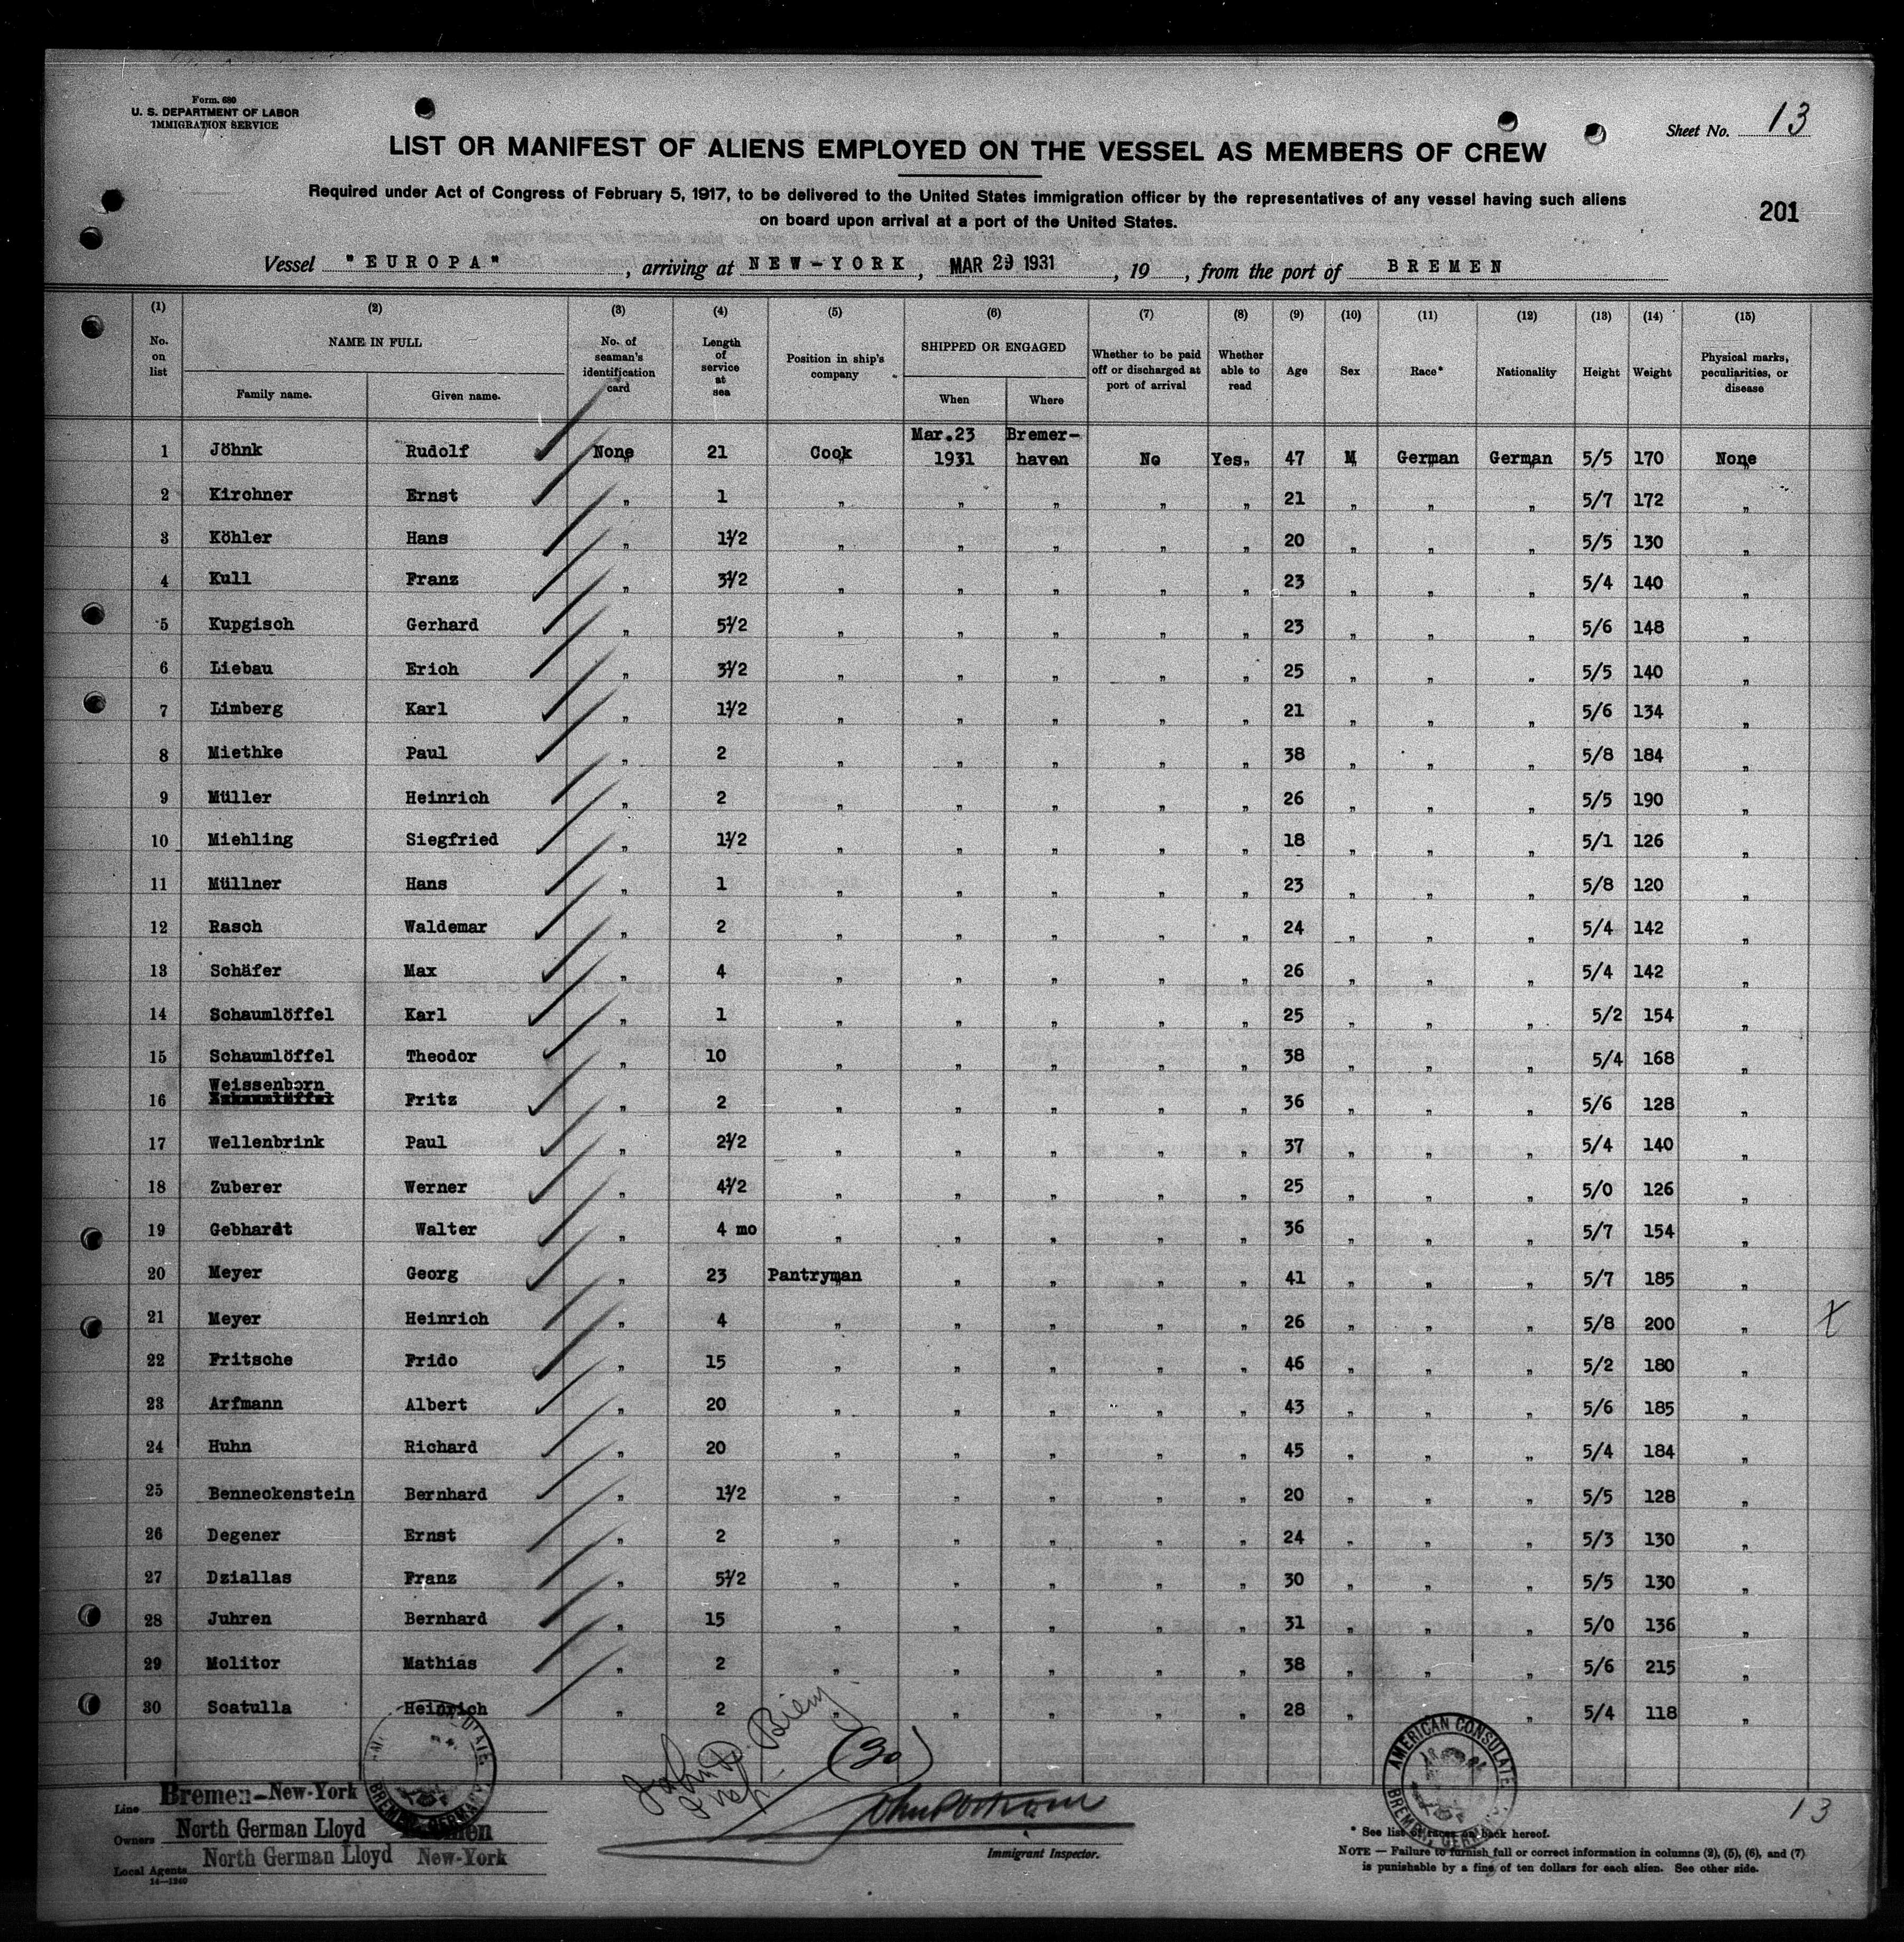 Form. 680
U. S. DEPARTMENT OF LABOR
IMMIGRATION SERVICE
Sheet No. 13
LIST OR MANIFEST OF ALIENS EMPLOYED ON THE VESSEL AS MEMBERS OF CREW
Required under Act of Congress of February 5, 1917, to be delivered to the United States immigration officer by the representatives of any vessel having such aliens
on board upon arrival at a port of the United States.
201
Vessel "EUROPA", arriving at NEW-YORK, MAR 29 1931, 19 , from the port of BREMEN
(1) (2) (3) (4) (5) (6) (7) (8) (9) (10) (11) (12) (13) (14) (15)
No. on list NAME IN FULL Family name. Given name. No. of seaman's identification card Length of service at sea Position in ship's company SHIPPED OR ENGAGED When Where Whether to be paid off or discharged at port of arrival Whether able to read Age Sex Race* Nationality Height Weight Physical marks, peculiarities, or disease
1 Jöhnk Rudolf None 21 Cook Mar.23 1931 Bremer-haven No Yes. 47 M German German 5/5 170 None
2 Kirchner Ernst " 1 " " " " " 21 " " " 5/7 172 "
3 Köhler Hans " 1½ " " " " " 20 " " " 5/5 130 "
4 Kull Franz " 3½ " " " " " 23 " " " 5/4 140 "
5 Kupgisch Gerhard " 5½ " " " " " 23 " " " 5/6 148 "
6 Liebau Erich " 3½ " " " " " 25 " " " 5/5 140 "
7 Limberg Karl " 1½ " " " " " 21 " " " 5/6 134 "
8 Miethke Paul " 2 " " " " " 38 " " " 5/8 184 "
9 Müller Heinrich " 2 " " " " " 26 " " " 5/5 190 "
10 Miehling Siegfried " 1½ " " " " " 18 " " " 5/1 126 "
11 Müllner Hans " 1 " " " " " 23 " " " 5/8 120 "
12 Rasch Waldemar " 2 " " " " " 24 " " " 5/4 142 "
13 Schäfer Max " 4 " " " " " 26 " " " 5/4 142 "
14 Schaumlöffel Karl " 1 " " " " " 25 " " " 5/2 154 "
15 Schaumlöffel Theodor " 10 " " " " " 38 " " " 5/4 168 "
16 Weissenborn Fritz " 2 " " " " " 36 " " " 5/6 128 "
17 Wellenbrink Paul " 2½ " " " " " 37 " " " 5/4 140 "
18 Zuberer Werner " 4½ " " " " " 25 " " " 5/0 126 "
19 Gebhardt Walter " 4 mo " " " " " 36 " " " 5/7 154 "
20 Meyer Georg " 23 Pantryman " " " " 41 " " " 5/7 185 "
21 Meyer Heinrich " 4 " " " " " 26 " " " 5/8 200 "
22 Fritsche Frido " 15 " " " " " 46 " " " 5/2 180 "
23 Arfmann Albert " 20 " " " " " 43 " " " 5/6 185 "
24 Huhn Richard " 20 " " " " " 45 " " " 5/4 184 "
25 Benneckenstein Bernhard " 1½ " " " " " 20 " " " 5/5 128 "
26 Degener Ernst " 2 " " " " " 24 " " " 5/3 130 "
27 Dziallas Franz " 5½ " " " " " 30 " " " 5/5 130 "
28 Juhren Bernhard " 15 " " " " " 31 " " " 5/0 136 "
29 Molitor Mathias " 2 " " " " " 38 " " " 5/6 215 "
30 Scatulla Heinrich " 2 " " " " " 28 " " " 5/4 118 "
(30)
AMERICAN CONSULATE
BREMEN, GERMANY
Line Bremen-New-York
Owners North German Lloyd Bremen
Local Agents North German Lloyd New-York
14-1240
Immigrant Inspector.
13
* See list of races on back hereof.
NOTE — Failure to furnish full or correct information in columns (2), (5), (6), and (7)
is punishable by a fine of ten dollars for each alien. See other side.